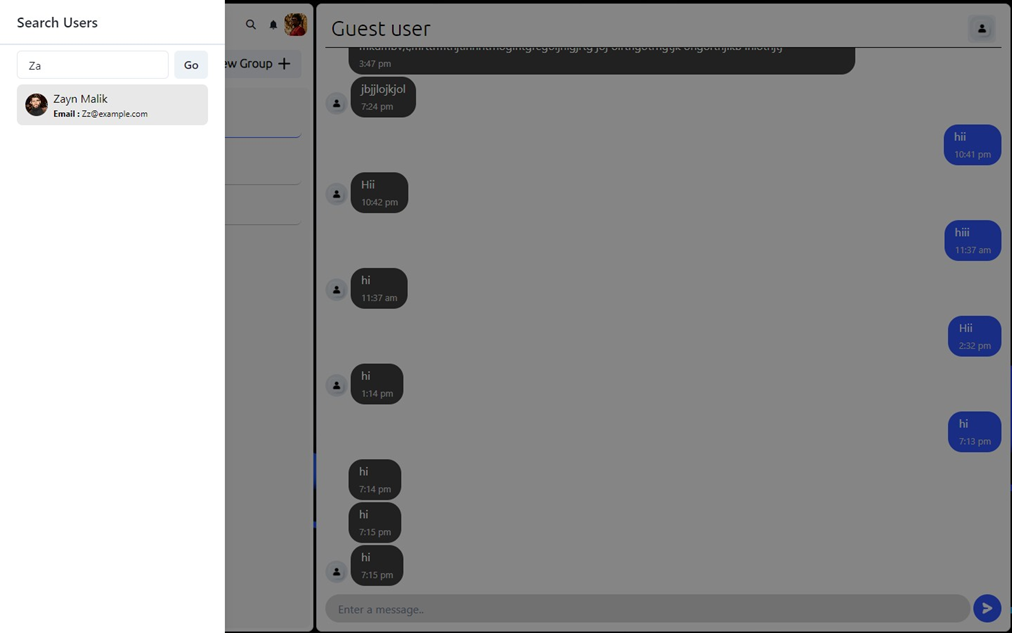 Search Users
Za
Go
Zayn Malik
Email : Zz@example.com
ew Group +
Guest user
3:47 pm
jbjjlojkjol
7:24 pm
hii
10:41 pm
Hii
10:42 pm
hiii
11:37 am
hi
11:37 am
Hii
2:32 pm
hi
1:14 pm
hi
7:13 pm
hi
7:14 pm
hi
7:15 pm
hi
7:15 pm
Enter a message..